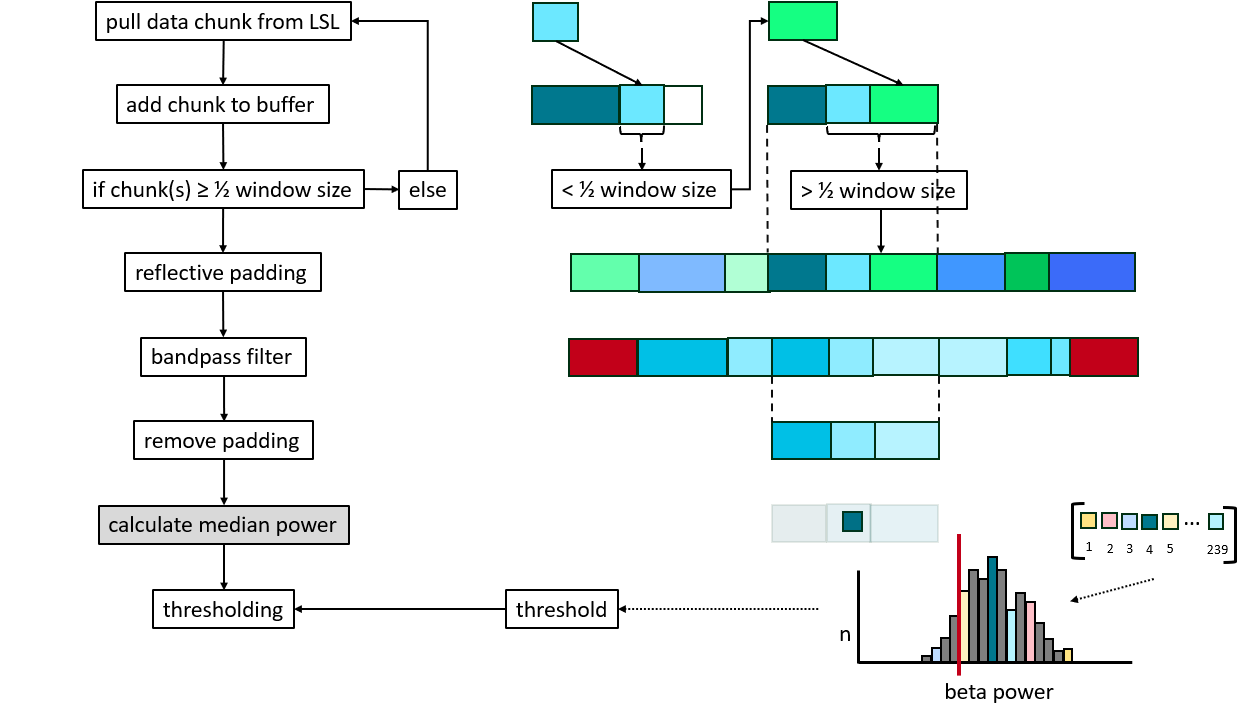 pull data chunk from LSL
add chunk to buffer
if chunk(s) ≥ ½ window size
else
< ½ window size
> ½ window size
reflective padding
bandpass filter
remove padding
calculate median power
...
1 2 3 4 5 239
thresholding
threshold
n
beta power